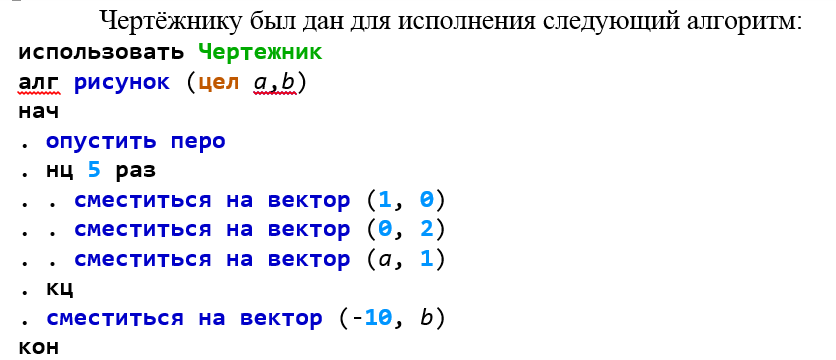 Чертёжнику был дан для исполнения следующий алгоритм:
использовать Чертежник
алг рисунок (цел a,b)
нач
. опустить перо
. нц 5 раз
. . сместиться на вектор (1, 0)
. . сместиться на вектор (0, 2)
. . сместиться на вектор (a, 1)
. кц
. сместиться на вектор (-10, b)
кон